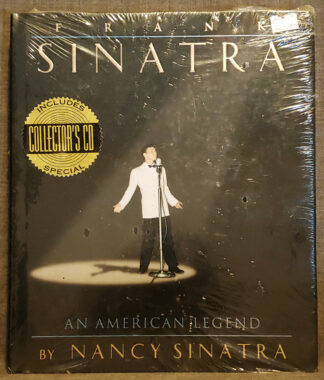 FRANK
SINATRA
INCLUDES
COLLECTOR'S CD
SPECIAL
AN AMERICAN LEGEND
BY NANCY SINATRA